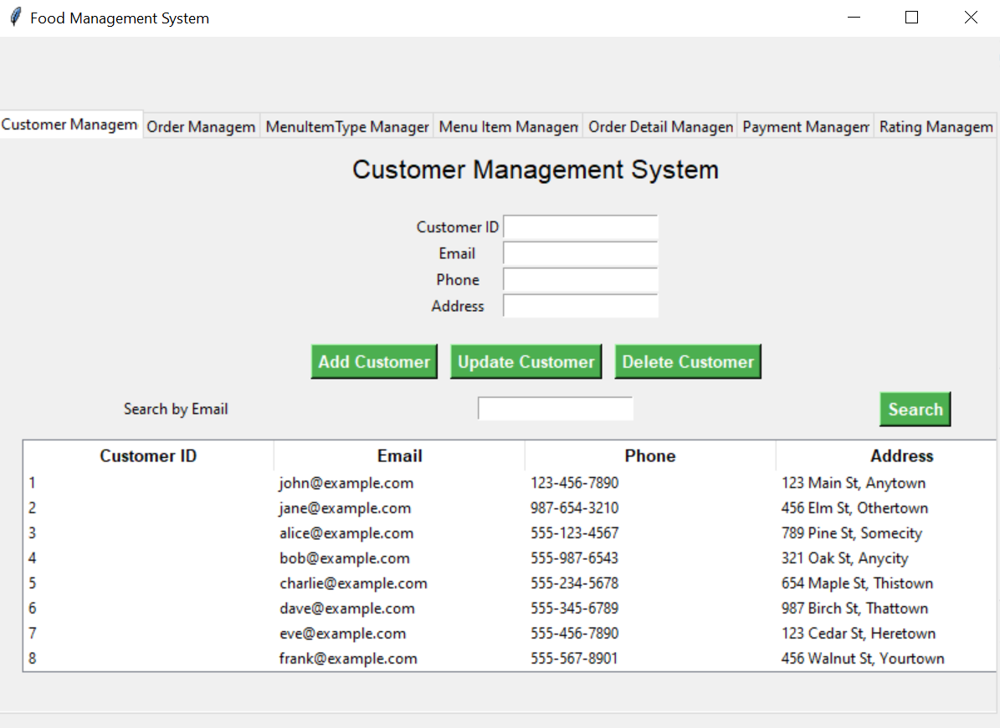 Food Management System
Customer Managem Order Managem MenuItemType Manager Menu Item Managem Order Detail Managen Payment Managem Rating Managem
Customer Management System
Customer ID
Email
Phone
Address
Add Customer Update Customer Delete Customer
Search by Email Search
Customer ID Email Phone Address
1 john@example.com 123-456-7890 123 Main St, Anytown
2 jane@example.com 987-654-3210 456 Elm St, Othertown
3 alice@example.com 555-123-4567 789 Pine St, Somecity
4 bob@example.com 555-987-6543 321 Oak St, Anycity
5 charlie@example.com 555-234-5678 654 Maple St, Thistown
6 dave@example.com 555-345-6789 987 Birch St, Thattown
7 eve@example.com 555-456-7890 123 Cedar St, Heretown
8 frank@example.com 555-567-8901 456 Walnut St, Yourtown